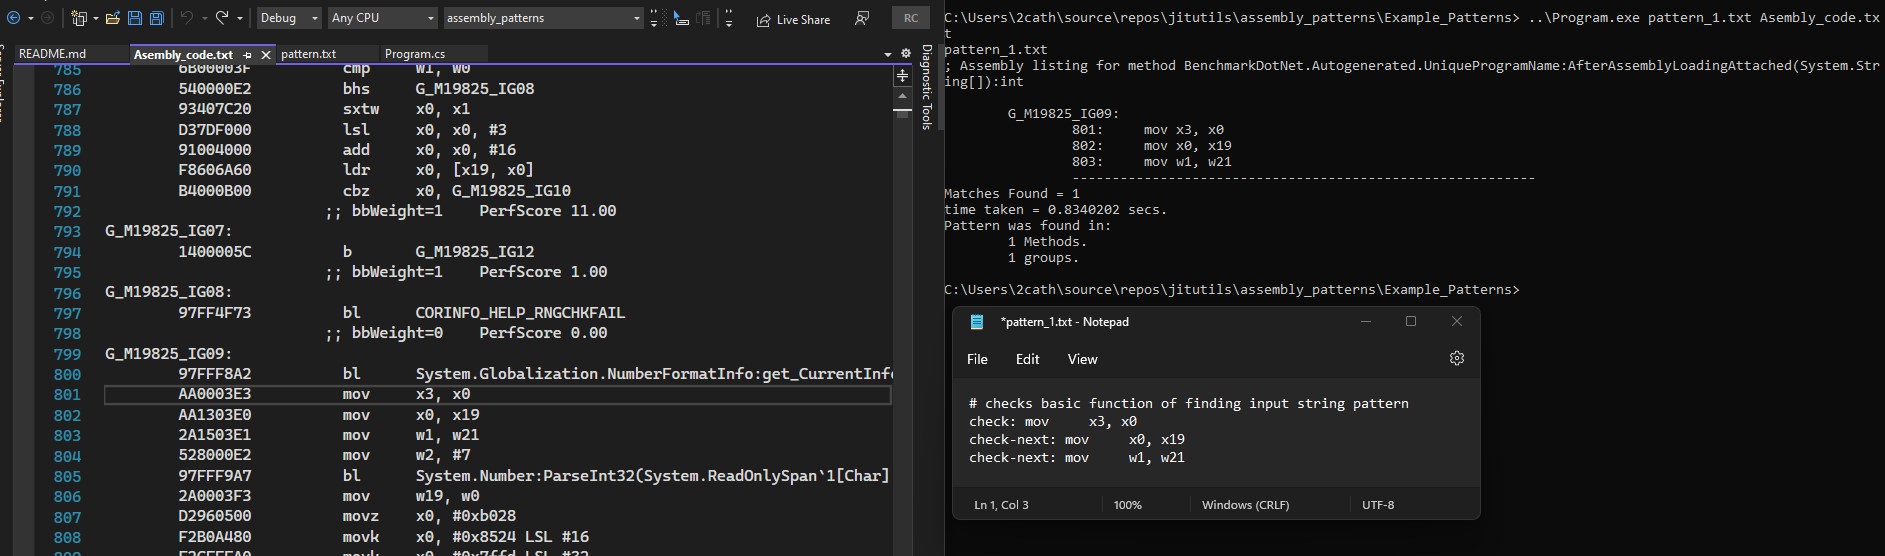 Debug
Any CPU
assembly_patterns
Live Share
RC
README.md
Asembly_code.txt
pattern.txt
Program.cs
Diagnostic Tools
785 6B00003F cmp w1, w0
786 540000E2 bhs G_M19825_IG08
787 93407C20 sxtw x0, x1
788 D37DF000 lsl x0, x0, #3
789 91004000 add x0, x0, #16
790 F8606A60 ldr x0, [x19, x0]
791 B4000B00 cbz x0, G_M19825_IG10
792 ;; bbWeight=1 PerfScore 11.00
793 G_M19825_IG07:
794 1400005C b G_M19825_IG12
795 ;; bbWeight=1 PerfScore 1.00
796 G_M19825_IG08:
797 97FF4F73 bl CORINFO_HELP_RNGCHKFAIL
798 ;; bbWeight=0 PerfScore 0.00
799 G_M19825_IG09:
800 97FFF8A2 bl System.Globalization.NumberFormatInfo:get_CurrentInf
801 AA0003E3 mov x3, x0
802 AA1303E0 mov x0, x19
803 2A1503E1 mov w1, w21
804 528000E2 mov w2, #7
805 97FFF9A7 bl System.Number:ParseInt32(System.ReadOnlySpan`1[Char]
806 2A0003F3 mov w19, w0
807 D2960500 movz x0, #0xb028
808 F2B0A480 movk x0, #0x8524 LSL #16
C:\Users\2cath\source\repos\jitutils\assembly_patterns\Example_Patterns> ..\Program.exe pattern_1.txt Asembly_code.tx
t
pattern_1.txt
; Assembly listing for method BenchmarkDotNet.Autogenerated.UniqueProgramName:AfterAssemblyLoadingAttached(System.Str
ing[]):int
G_M19825_IG09:
801: mov x3, x0
802: mov x0, x19
803: mov w1, w21
----------------------------------------------------------
Matches Found = 1
time taken = 0.8340202 secs.
Pattern was found in:
1 Methods.
1 groups.
C:\Users\2cath\source\repos\jitutils\assembly_patterns\Example_Patterns>
*pattern_1.txt - Notepad
File Edit View
# checks basic function of finding input string pattern
check: mov x3, x0
check-next: mov x0, x19
check-next: mov w1, w21
Ln 1, Col 3
100%
Windows (CRLF)
UTF-8